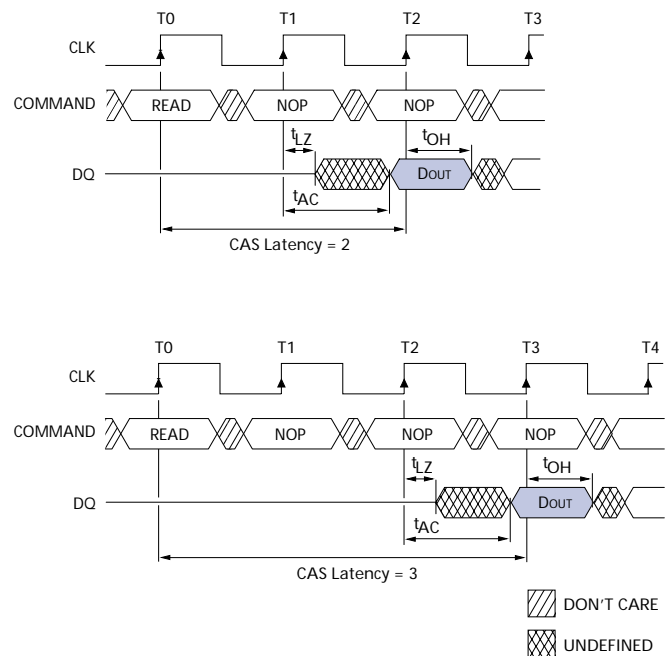 T0 T1 T2 T3
CLK
COMMAND READ NOP NOP
tLZ tOH
DQ DOUT
tAC
CAS Latency = 2
T0 T1 T2 T3 T4
CLK
COMMAND READ NOP NOP NOP
tLZ tOH
DQ DOUT
tAC
CAS Latency = 3
DON'T CARE
UNDEFINED